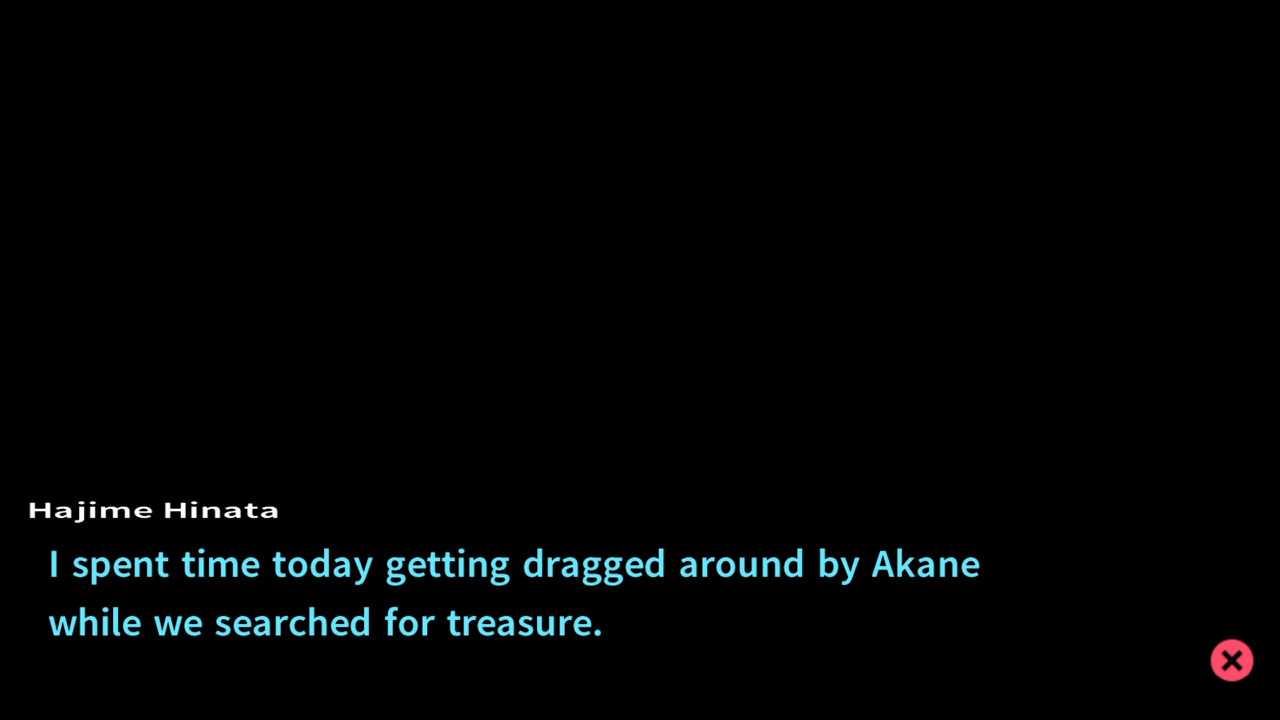 Hajime Hinata
I spent time today getting dragged around by Akane
while we searched for treasure.